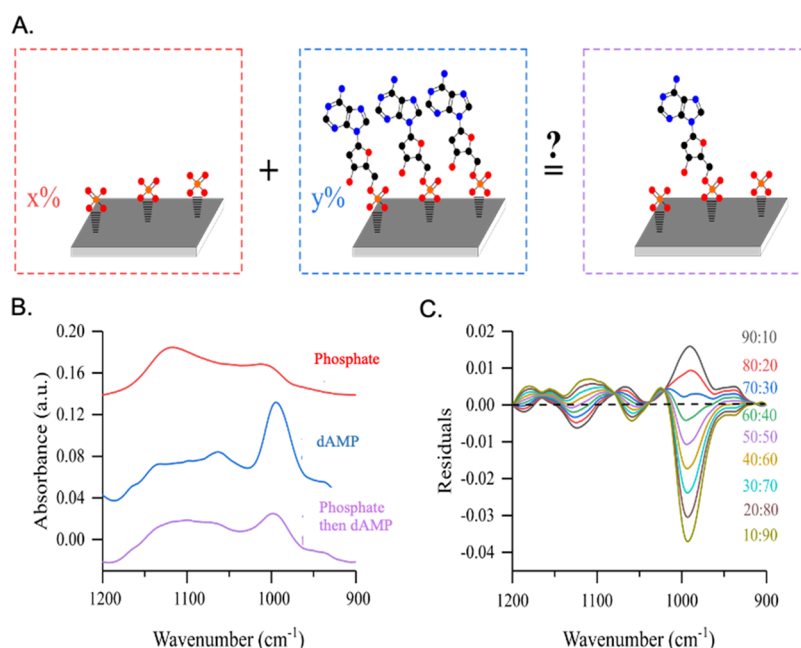 A.
x%
+
y%
?
=
B.
0.20
0.16
0.12
0.08
0.04
0.00
Absorbance (a.u.)
Phosphate
dAMP
Phosphate
then dAMP
1200
1100
1000
900
Wavenumber (cm-1)
C.
0.02
0.01
0.00
-0.01
-0.02
-0.03
-0.04
Residuals
90:10
80:20
70:30
60:40
50:50
40:60
30:70
20:80
10:90
1200
1100
1000
900
Wavenumber (cm-1)